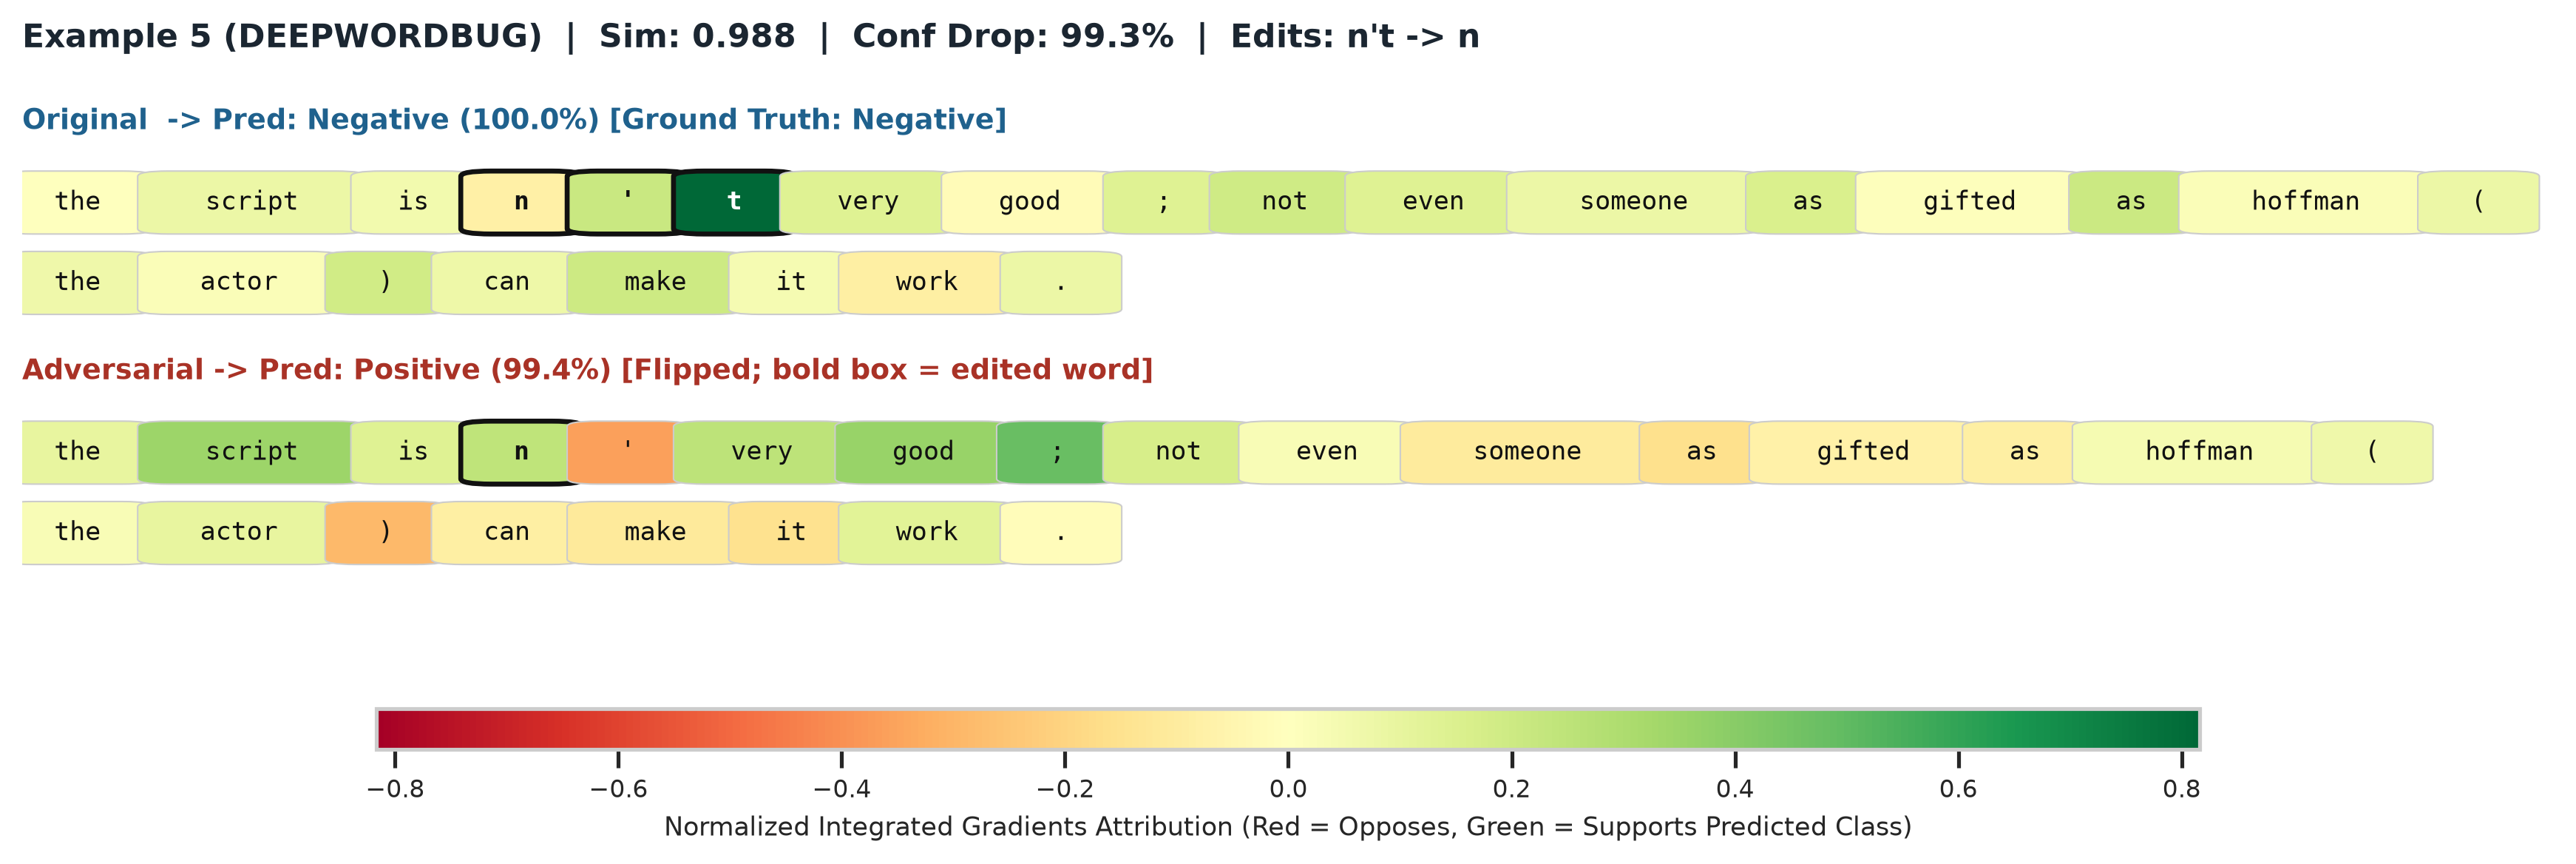 Example 5 (DEEPWORDBUG)  |  Sim: 0.988  |  Conf Drop: 99.3%  |  Edits: n't -> n
Original  -> Pred: Negative (100.0%) [Ground Truth: Negative]
the script is n ' t very good ; not even someone as gifted as hoffman (
the actor ) can make it work .
Adversarial -> Pred: Positive (99.4%) [Flipped; bold box = edited word]
the script is n ' very good ; not even someone as gifted as hoffman (
the actor ) can make it work .
−0.8 −0.6 −0.4 −0.2 0.0 0.2 0.4 0.6 0.8
Normalized Integrated Gradients Attribution (Red = Opposes, Green = Supports Predicted Class)